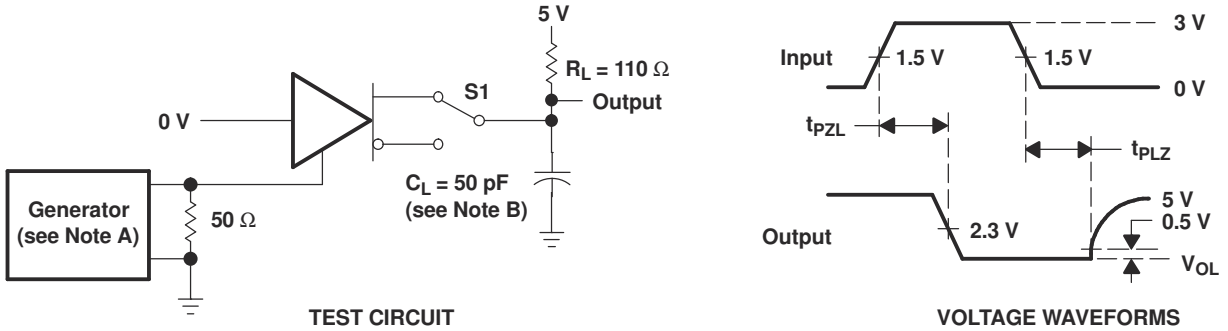 5 V
R_L = 110 Ω
S1
Output
0 V
C_L = 50 pF
(see Note B)
Generator
(see Note A)
50 Ω
TEST CIRCUIT
3 V
Input
1.5 V
1.5 V
0 V
t_PZL
t_PLZ
5 V
0.5 V
Output
2.3 V
V_OL
VOLTAGE WAVEFORMS